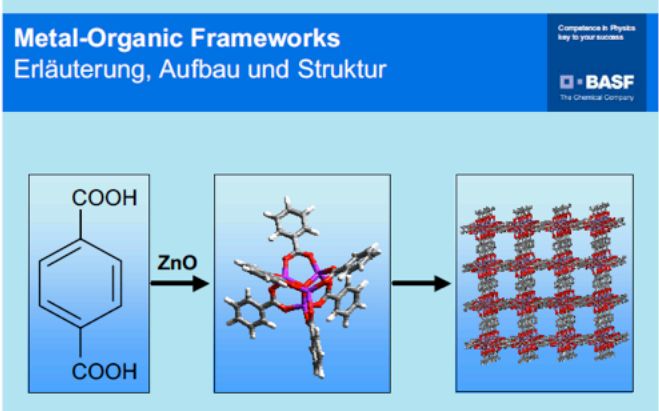 Metal-Organic Frameworks
Erläuterung, Aufbau und Struktur
Competence in Physics
key to your success
BASF
The Chemical Company
COOH
ZnO
COOH